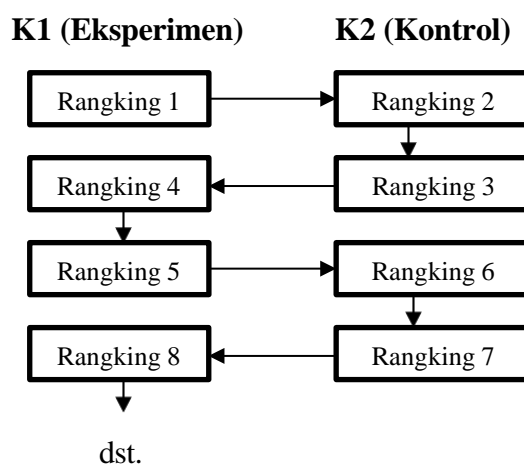 K1 (Eksperimen) K2 (Kontrol)
Rangking 1 Rangking 2
Rangking 4 Rangking 3
Rangking 5 Rangking 6
Rangking 8 Rangking 7
dst.